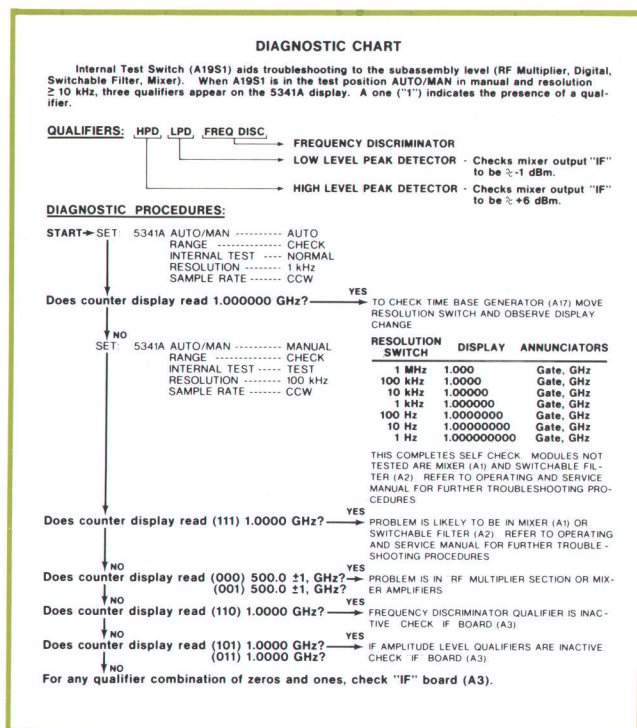 DIAGNOSTIC CHART
Internal Test Switch (A19S1) aids troubleshooting to the subassembly level (RF Multiplier, Digital,
Switchable Filter, Mixer). When A19S1 is in the test position AUTO/MAN in manual and resolution
≥ 10 kHz, three qualifiers appear on the 5341A display. A one ("1") indicates the presence of a qual-
ifier.
QUALIFIERS: HPD, LPD, FREQ DISC,
FREQUENCY DISCRIMINATOR
LOW LEVEL PEAK DETECTOR - Checks mixer output "IF"
to be ≳ -1 dBm.
HIGH LEVEL PEAK DETECTOR - Checks mixer output "IF"
to be ≳ +6 dBm.
DIAGNOSTIC PROCEDURES:
START SET: 5341A AUTO/MAN --------- AUTO
RANGE ------------- CHECK
INTERNAL TEST ---- NORMAL
RESOLUTION ------- 1 kHz
SAMPLE RATE ------ CCW
Does counter display read 1.000000 GHz? YES TO CHECK TIME BASE GENERATOR (A17) MOVE
RESOLUTION SWITCH AND OBSERVE DISPLAY
CHANGE
NO
SET: 5341A AUTO/MAN ---------- MANUAL
RANGE -------------- CHECK
INTERNAL TEST ----- TEST
RESOLUTION -------- 100 kHz
SAMPLE RATE ------- CCW
RESOLUTION SWITCH DISPLAY ANNUNCIATORS
1 MHz 1.000 Gate, GHz
100 kHz 1.0000 Gate, GHz
10 kHz 1.00000 Gate, GHz
1 kHz 1.000000 Gate, GHz
100 Hz 1.0000000 Gate, GHz
10 Hz 1.00000000 Gate, GHz
1 Hz 1.000000000 Gate, GHz
THIS COMPLETES SELF CHECK. MODULES NOT
TESTED ARE MIXER (A1) AND SWITCHABLE FIL-
TER (A2). REFER TO OPERATING AND SERVICE
MANUAL FOR FURTHER TROUBLESHOOTING PRO-
CEDURES
Does counter display read (111) 1.0000 GHz? YES PROBLEM IS LIKELY TO BE IN MIXER (A1) OR
SWITCHABLE FILTER (A2). REFER TO OPERATING
AND SERVICE MANUAL FOR FURTHER TROUBLE-
SHOOTING PROCEDURES
NO
Does counter display read (000) 500.0 ±1, GHz? YES PROBLEM IS IN RF MULTIPLIER SECTION OR MIX-
(001) 500.0 ±1, GHz? ER AMPLIFIERS
NO
Does counter display read (110) 1.0000 GHz? YES FREQUENCY DISCRIMINATOR QUALIFIER IS INAC-
TIVE CHECK IF BOARD (A3).
NO
Does counter display read (101) 1.0000 GHz? YES IF AMPLITUDE LEVEL QUALIFIERS ARE INACTIVE
(011) 1.0000 GHz? CHECK "IF" BOARD (A3).
NO
For any qualifier combination of zeros and ones, check "IF" board (A3).